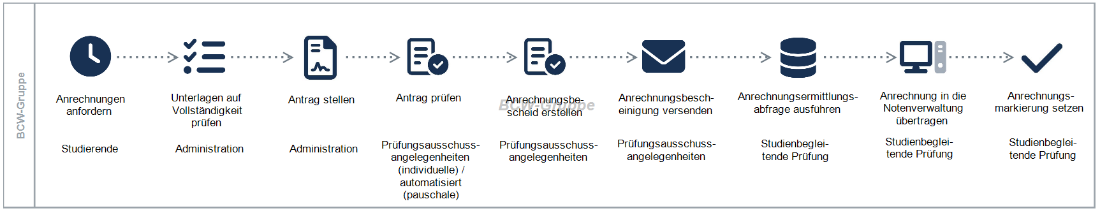 BCW-Gruppe
Anrechnungen
anfordern
Studierende
Unterlagen auf
Vollständigkeit
prüfen
Administration
Antrag stellen
Administration
Antrag prüfen
Prüfungsausschuss-
angelegenheiten
(individuelle) /
automatisiert
(pauschale)
Anrechnungsbe-
scheid erstellen
BCW-Gruppe
Prüfungsausschuss-
angelegenheiten
Anrechnungsbesch-
einigung versenden
Prüfungsausschuss-
angelegenheiten
Anrechnungsermittlungs-
abfrage ausführen
Studienbeglei-
tende Prüfung
Anrechnung in die
Notenverwaltung
übertragen
Studienbeglei-
tende Prüfung
Anrechnungs-
markierung setzen
Studienbeglei-
tende Prüfung